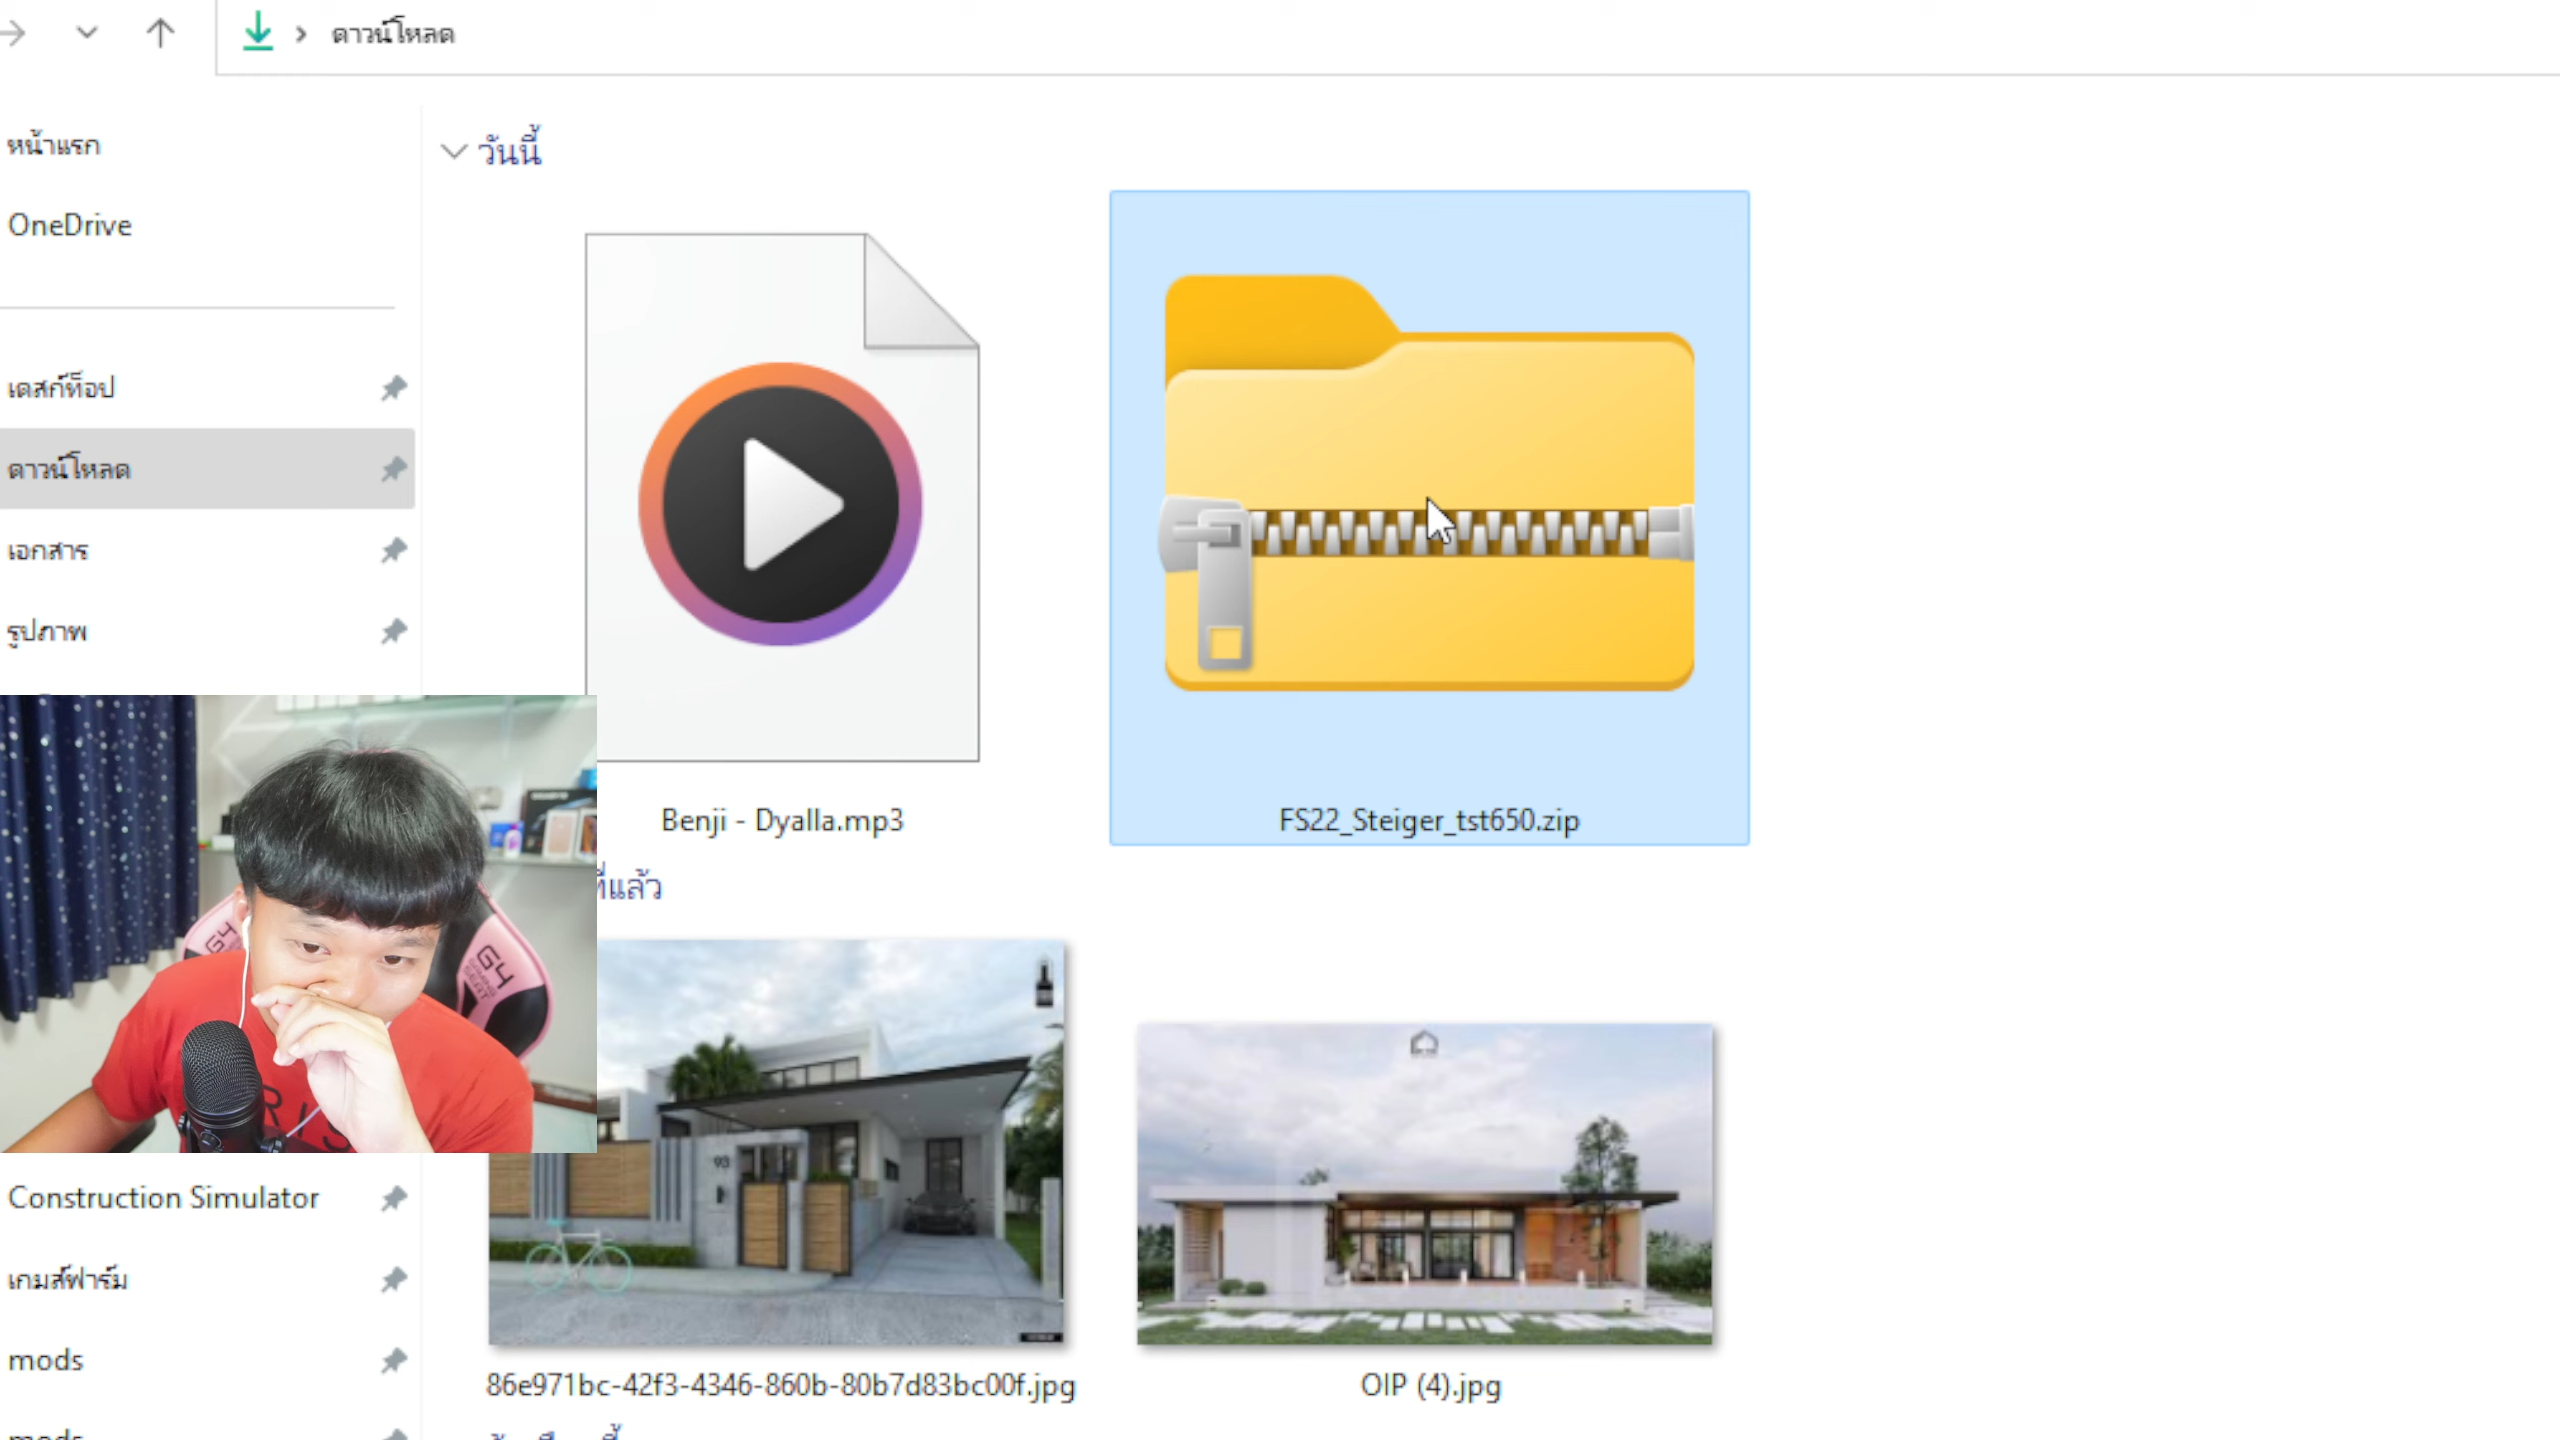 ดาวน์โหลด
หน้าแรก
OneDrive
เดสก์ท็อป
ดาวน์โหลด
เอกสาร
รูปภาพ
วันนี้
Benji - Dyalla.mp3
FS22_Steiger_tst650.zip
ที่แล้ว
G4
93
Construction Simulator
เกมส์ฟาร์ม
mods
mods
86e971bc-42f3-4346-860b-80b7d83bc00f.jpg
OIP (4).jpg